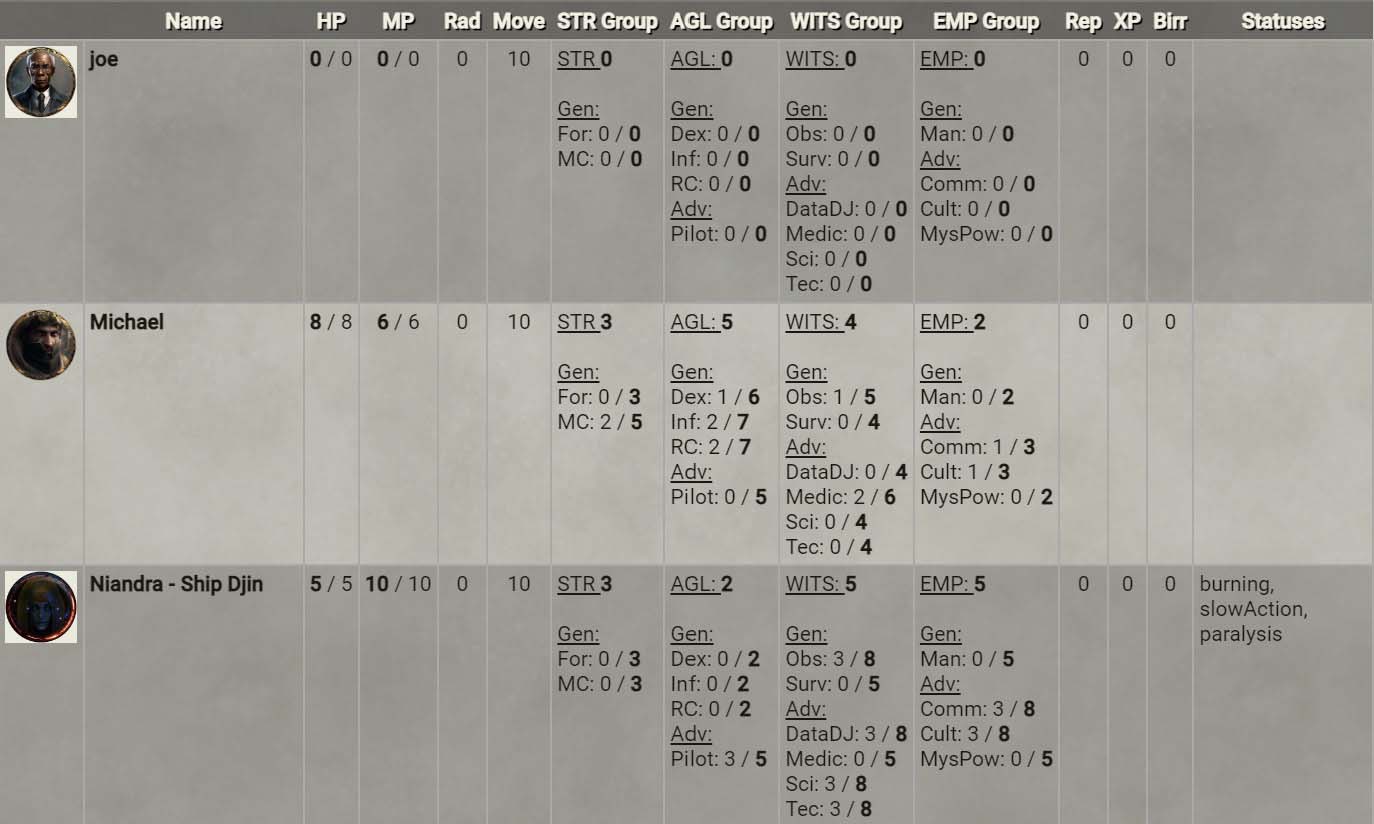 Name HP MP Rad Move STR Group AGL Group WITS Group EMP Group Rep XP Birr Statuses
joe 0 / 0 0 / 0 0 10 STR 0 AGL: 0 WITS: 0 EMP: 0 0 0 0
Gen: Gen: Gen: Gen:
For: 0 / 0 Dex: 0 / 0 Obs: 0 / 0 Man: 0 / 0
MC: 0 / 0 Inf: 0 / 0 Surv: 0 / 0 Adv:
RC: 0 / 0 Adv: Comm: 0 / 0
Adv: DataDJ: 0 / 0 Cult: 0 / 0
Pilot: 0 / 0 Medic: 0 / 0 MysPow: 0 / 0
Sci: 0 / 0
Tec: 0 / 0
Michael 8 / 8 6 / 6 0 10 STR 3 AGL: 5 WITS: 4 EMP: 2 0 0 0
Gen: Gen: Gen: Gen:
For: 0 / 3 Dex: 1 / 6 Obs: 1 / 5 Man: 0 / 2
MC: 2 / 5 Inf: 2 / 7 Surv: 0 / 4 Adv:
RC: 2 / 7 Adv: Comm: 1 / 3
Adv: DataDJ: 0 / 4 Cult: 1 / 3
Pilot: 0 / 5 Medic: 2 / 6 MysPow: 0 / 2
Sci: 0 / 4
Tec: 0 / 4
Niandra - Ship Djin 5 / 5 10 / 10 0 10 STR 3 AGL: 2 WITS: 5 EMP: 5 0 0 0 burning,
slowAction,
Gen: Gen: Gen: Gen: paralysis
For: 0 / 3 Dex: 0 / 2 Obs: 3 / 8 Man: 0 / 5
MC: 0 / 3 Inf: 0 / 2 Surv: 0 / 5 Adv:
RC: 0 / 2 Adv: Comm: 3 / 8
Adv: DataDJ: 3 / 8 Cult: 3 / 8
Pilot: 3 / 5 Medic: 0 / 5 MysPow: 0 / 5
Sci: 3 / 8
Tec: 3 / 8